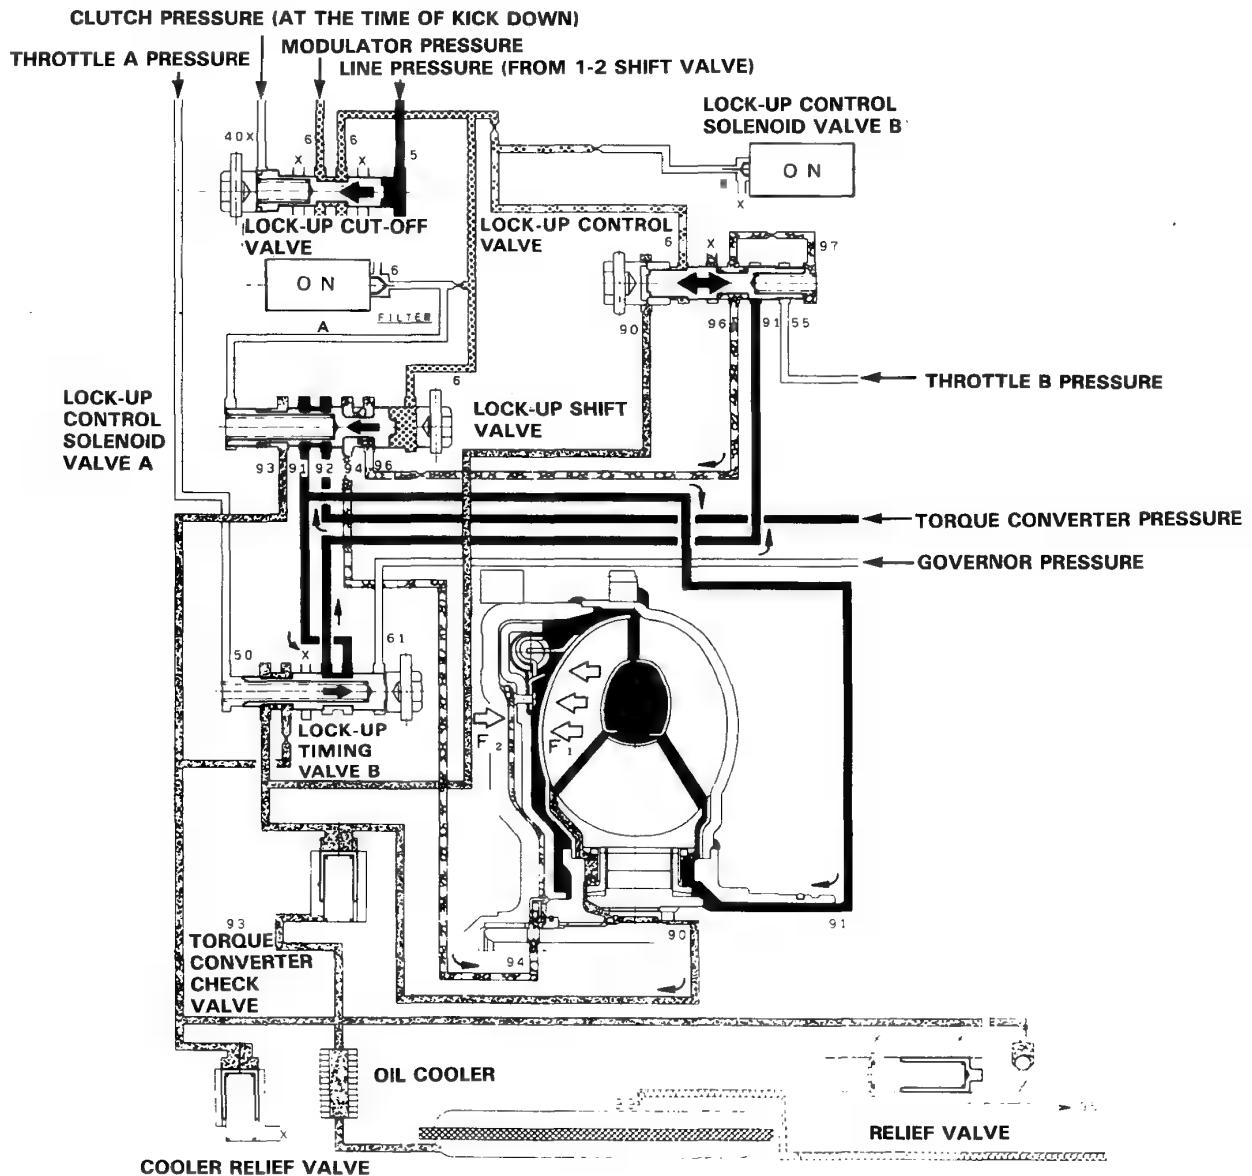 CLUTCH PRESSURE (AT THE TIME OF KICK DOWN)
MODULATOR PRESSURE
THROTTLE A PRESSURE
LINE PRESSURE (FROM 1-2 SHIFT VALVE)
LOCK-UP CONTROL
SOLENOID VALVE B
40X
6
6
5
X
X
ON
X
LOCK-UP CUT-OFF
VALVE
LOCK-UP CONTROL
VALVE
6
X
97
ON
6
A
FILTER
90
96
91
55
THROTTLE B PRESSURE
6
LOCK-UP
CONTROL
SOLENOID
VALVE A
LOCK-UP SHIFT
VALVE
93
91
92
94
96
TORQUE CONVERTER PRESSURE
GOVERNOR PRESSURE
50
X
61
LOCK-UP
TIMING
VALVE B
F2
F1
93
TORQUE
CONVERTER
CHECK
VALVE
94
90
91
OIL COOLER
X
RELIEF VALVE
COOLER RELIEF VALVE